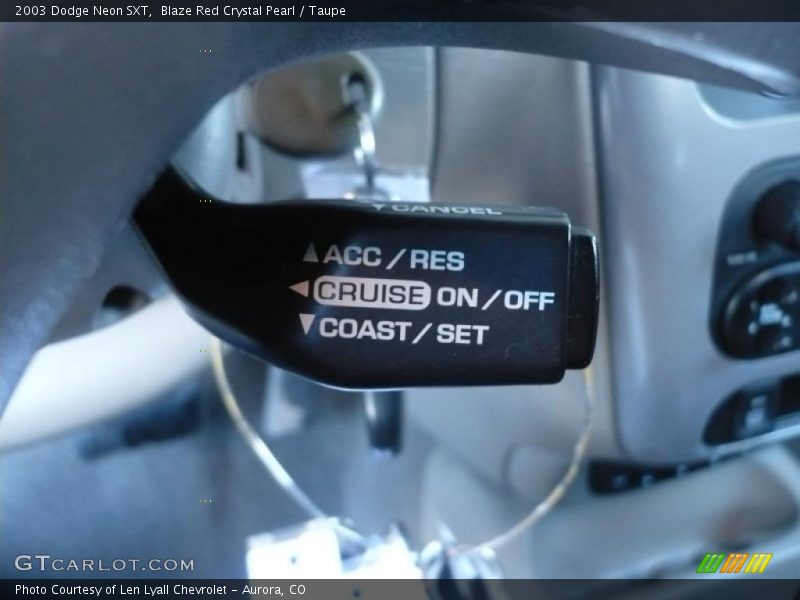 2003 Dodge Neon SXT, Blaze Red Crystal Pearl / Taupe
▼CANCEL
▲ACC/RES
◀CRUISE ON/OFF
▼COAST/SET
GTCARLOT.COM
Photo Courtesy of Len Lyall Chevrolet - Aurora, CO